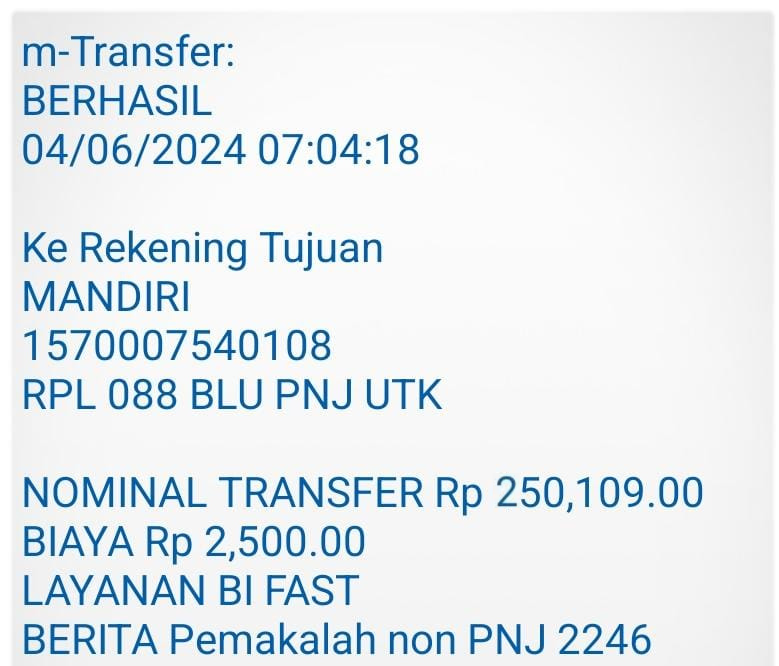 m-Transfer:
BERHASIL
04/06/2024 07:04:18
Ke Rekening Tujuan
MANDIRI
1570007540108
RPL 088 BLU PNJ UTK
NOMINAL TRANSFER Rp 250,109.00
BIAYA Rp 2,500.00
LAYANAN BI FAST
BERITA Pemakalah non PNJ 2246